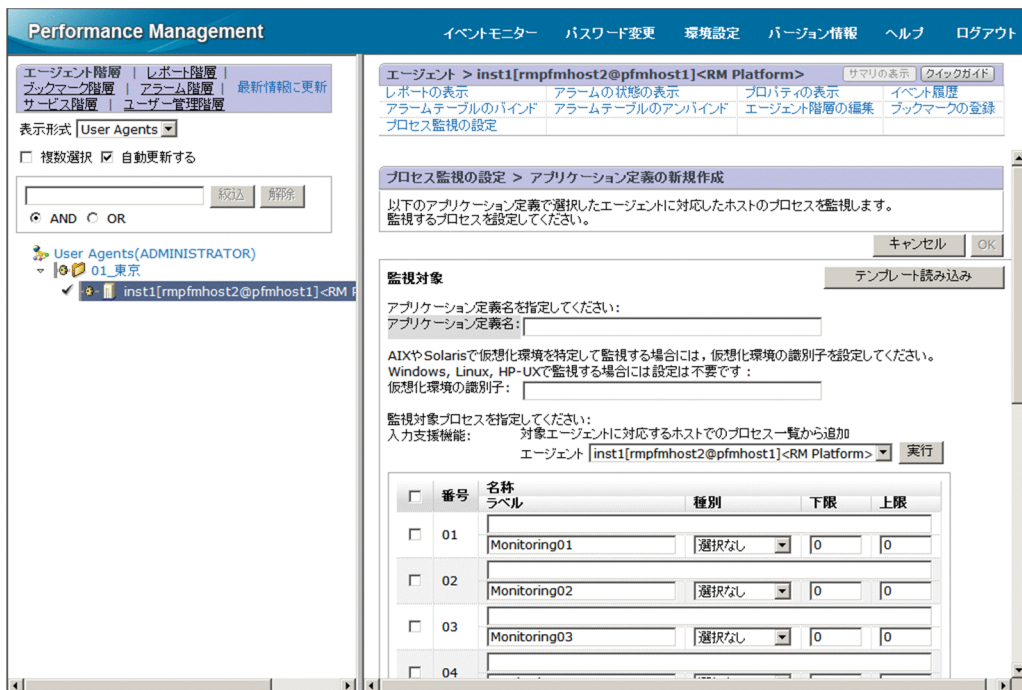 Performance Management
イベントモニター パスワード変更 環境設定 バージョン情報 ヘルプ ログアウト
エージェント階層 | レポート階層 |
ブックマーク階層 | アラーム階層 | 最新情報に更新
サービス階層 | ユーザー管理階層
表示形式 User Agents
複数選択 自動更新する
絞込 解除
AND OR
User Agents(ADMINISTRATOR)
01_東京
inst1[rmpfmhost2@pfmhost1]<RM P
エージェント > inst1[rmpfmhost2@pfmhost1]<RM Platform> サマリの表示 クイックガイド
レポートの表示 アラームの状態の表示 プロパティの表示 イベント履歴
アラームテーブルのバインド アラームテーブルのアンバインド エージェント階層の編集 ブックマークの登録
プロセス監視の設定
プロセス監視の設定 > アプリケーション定義の新規作成
以下のアプリケーション定義で選択したエージェントに対応したホストのプロセスを監視します。
監視するプロセスを設定してください。
キャンセル OK
監視対象 テンプレート読み込み
アプリケーション定義名を指定してください:
アプリケーション定義名:
AIXやSolarisで仮想化環境を特定して監視する場合には,仮想化環境の識別子を設定してください。
Windows, Linux, HP-UXで監視する場合には設定は不要です:
仮想化環境の識別子:
監視対象プロセスを指定してください:
入力支援機能: 対象エージェントに対応するホストでのプロセス一覧から追加
エージェント inst1[rmpfmhost2@pfmhost1]<RM Platform> 実行
番号 名称
ラベル 種別 下限 上限
01
Monitoring01 選択なし 0 0
02
Monitoring02 選択なし 0 0
03
Monitoring03 選択なし 0 0
04